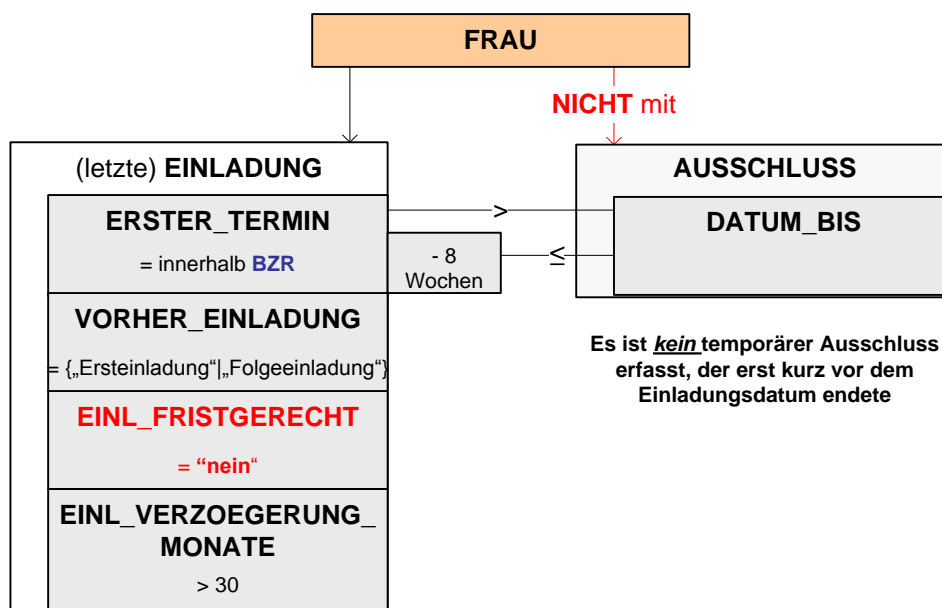 FRAU
NICHT mit
(letzte) EINLADUNG
ERSTER_TERMIN
= innerhalb BZR
VORHER_EINLADUNG
= {„Ersteinladung“|„Folgeeinladung“}
EINL_FRISTGERECHT
= “nein“
EINL_VERZOEGERUNG_
MONATE
> 30
>
- 8
Wochen
≤
AUSSCHLUSS
DATUM_BIS
Es ist kein temporärer Ausschluss
erfasst, der erst kurz vor dem
Einladungsdatum endete